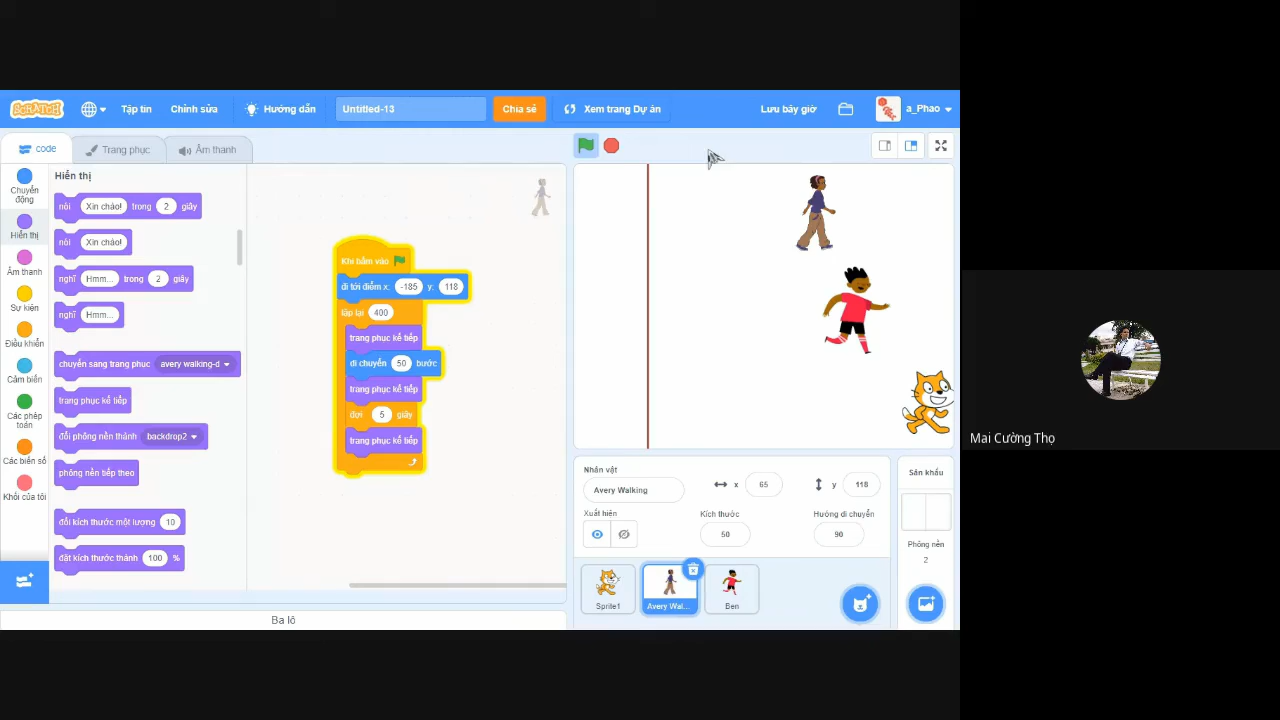 SCRATCH
Tập tin
Chỉnh sửa
Hướng dẫn
Untitled-13
Chia sẻ
Xem trang Dự án
Lưu bây giờ
a_Phao
code
Trang phục
Âm thanh
Chuyển động
Hiển thị
Âm thanh
Sự kiện
Điều khiển
Cảm biến
Các phép toán
Các biến số
Khối của tôi
Hiển thị
nói Xin chào! trong 2 giây
nói Xin chào!
nghĩ Hmm... trong 2 giây
nghĩ Hmm...
chuyển sang trang phục avery walking-d
trang phục kế tiếp
đổi phông nền thành backdrop2
phông nền tiếp theo
đổi kích thước một lượng 10
đặt kích thước thành 100 %
Khi bấm vào
đi tới điểm x: -185 y: 118
lặp lại 400
trang phục kế tiếp
di chuyển 50 bước
trang phục kế tiếp
đợi 5 giây
trang phục kế tiếp
Ba lô
Nhân vật
Avery Walking
x 65
y 118
Xuất hiện
Kích thước
50
Hướng di chuyển
90
Sprite1
Avery Wal...
Ben
Sân khấu
Phông nền
2
Mai Cường Thọ